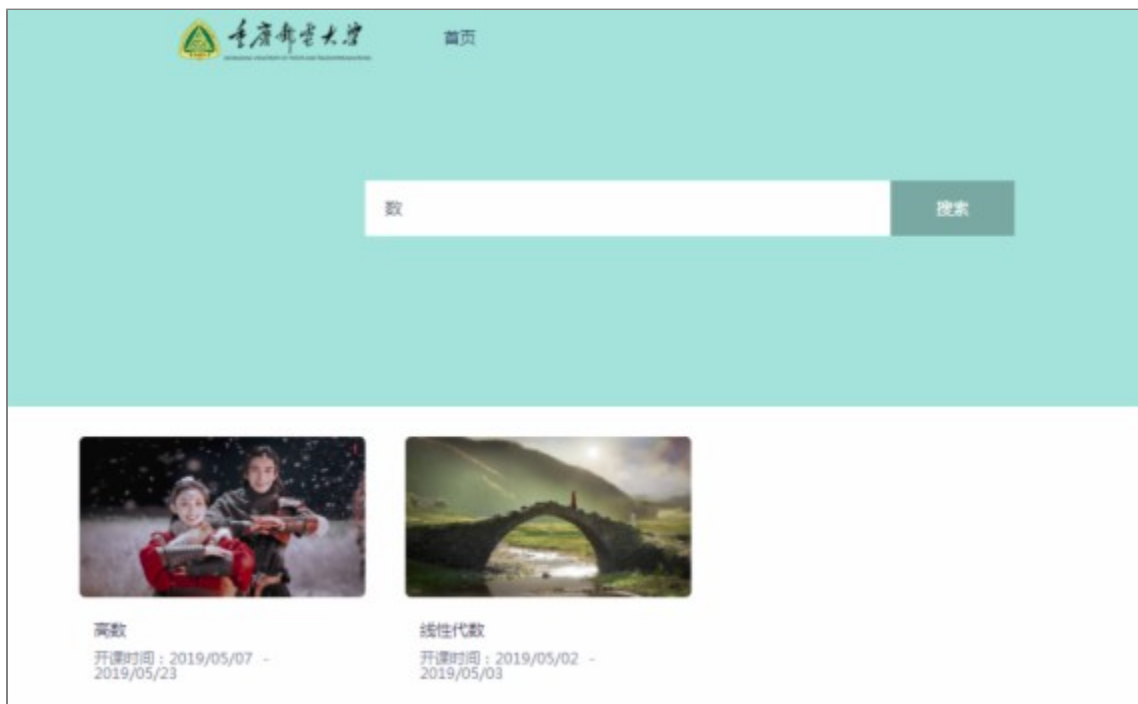 重庆邮电大学
首页
数
搜索
高数
开课时间：2019/05/07 -
2019/05/23
线性代数
开课时间：2019/05/02 -
2019/05/03